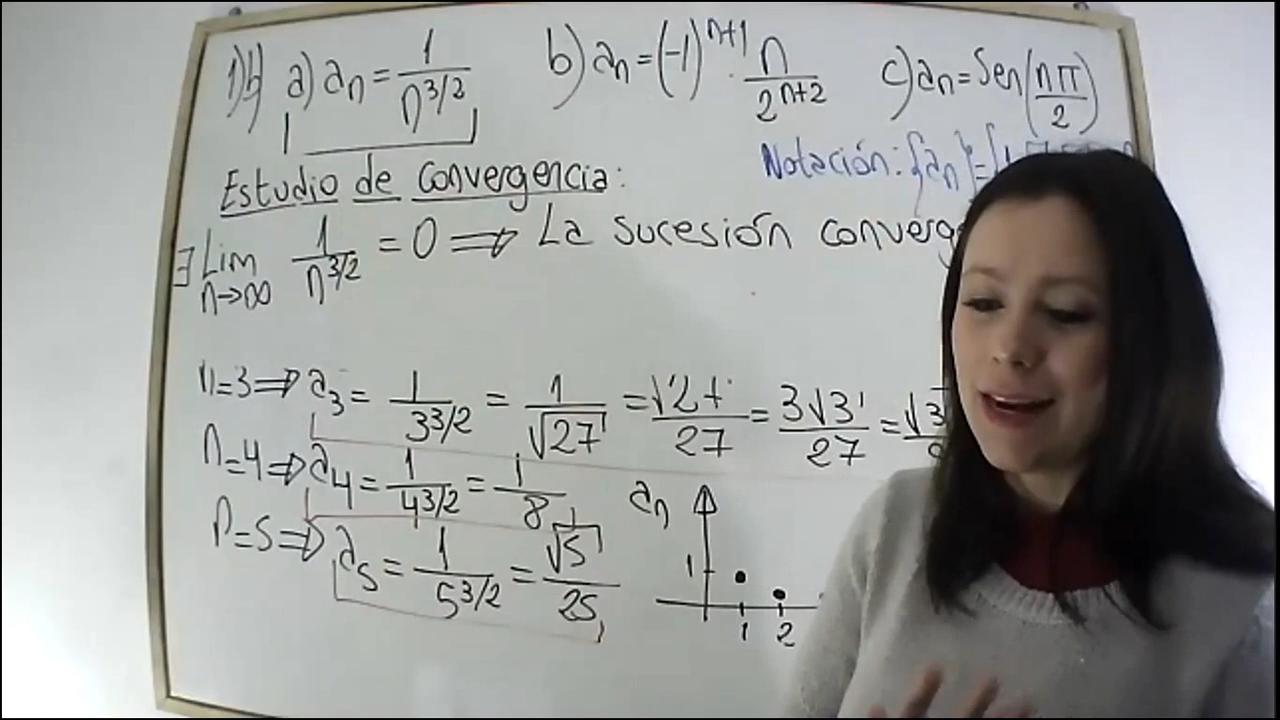 1)b) a) aₙ = 1/n^(3/2) b) aₙ = (-1)^(n+1) · n/2^(n+2) c) aₙ = Sen(nπ/2)
Notación: {aₙ} = {1,
Estudio de convergencia:
∃ Lim n→∞ 1/n^(3/2) = 0 ⟹ La sucesión converg
n=3 ⟹ a₃ = 1/3^(3/2) = 1/√27 = √27/27 = 3√3/27 = √3
n=4 ⟹ a₄ = 1/4^(3/2) = 1/8
n=5 ⟹ a₅ = 1/5^(3/2) = √5/25
aₙ
1
1 2